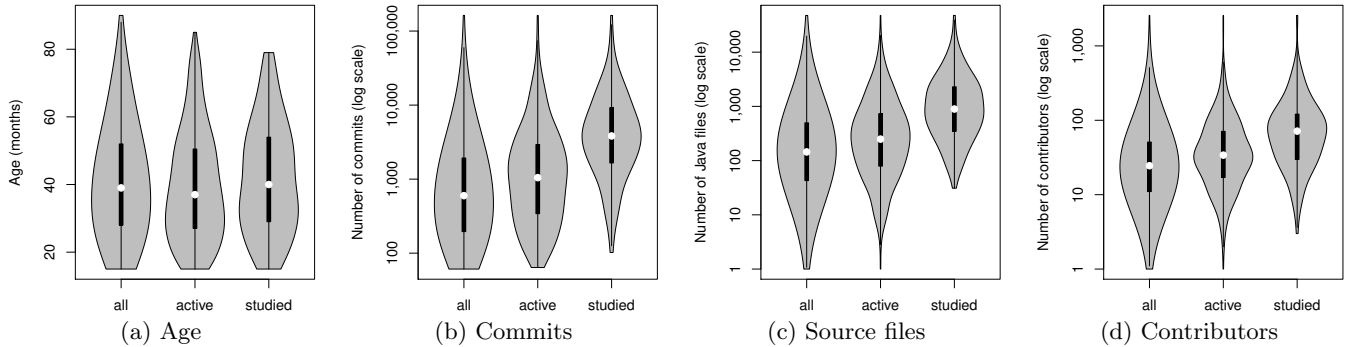 Age (months)
20
40
60
80
all
active
studied
(a) Age
Number of commits (log scale)
100
1,000
10,000
100,000
all
active
studied
(b) Commits
Number of Java files (log scale)
1
10
100
1,000
10,000
all
active
studied
(c) Source files
Number of contributors (log scale)
1
10
100
1,000
all
active
studied
(d) Contributors